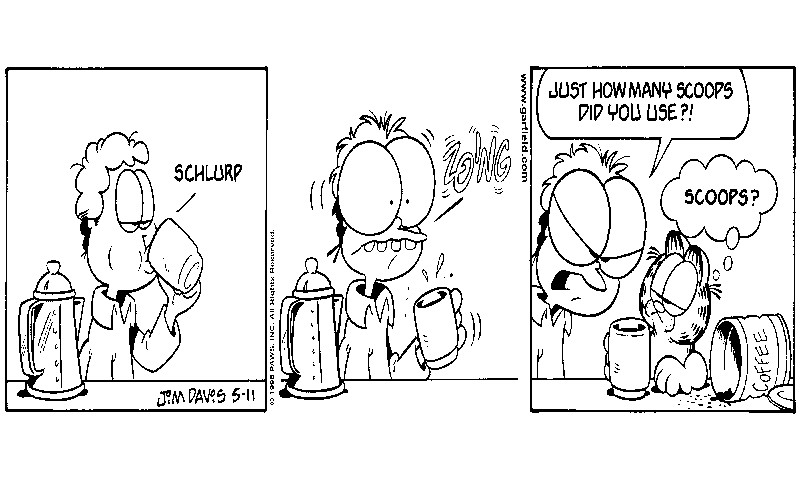 SCHLURP
JIM DAVIS 5-11
© 1998 PAWS, INC. All Rights Reserved.
ZOWNG
www.garfield.com
JUST HOW MANY SCOOPS
DID YOU USE?!
SCOOPS?
COFFEE